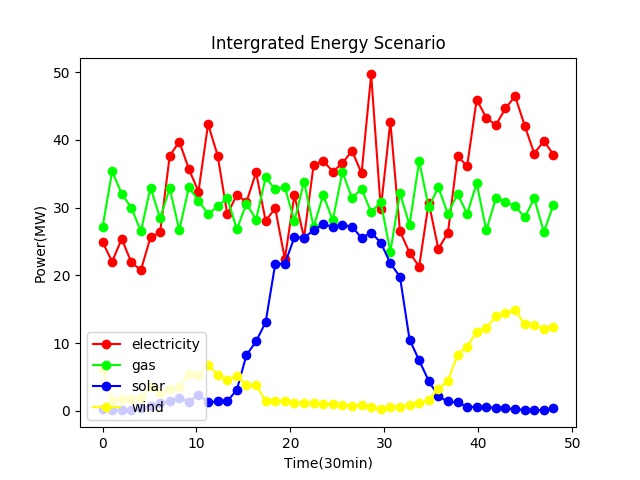 Intergrated Energy Scenario
50
40
30
20
10
0
Power(MW)
electricity
gas
solar
wind
0 10 20 30 40 50
Time(30min)